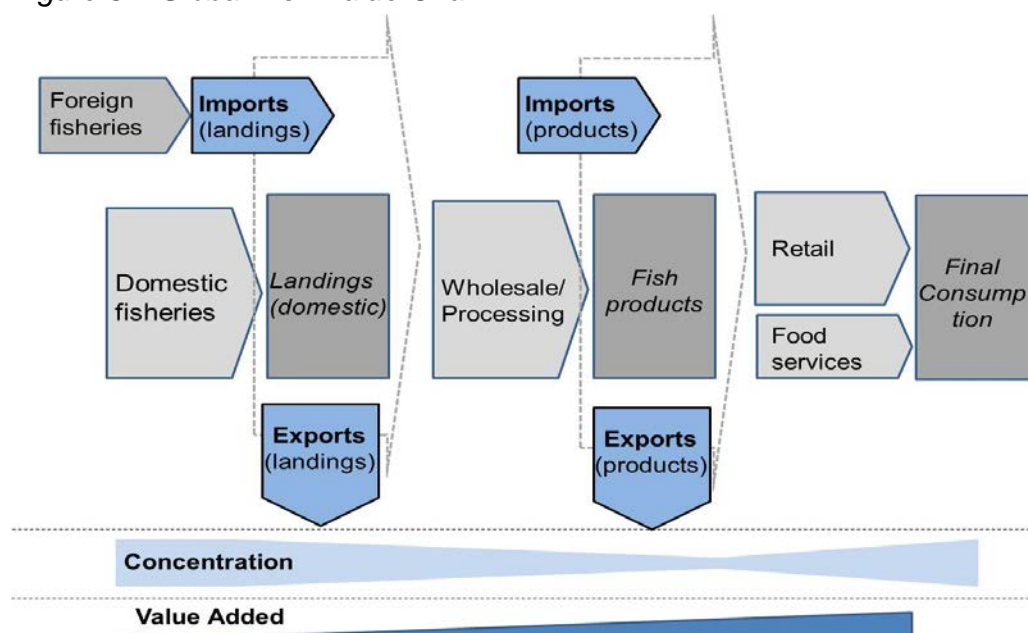 Foreign
fisheries
Imports
(landings)
Imports
(products)
Domestic
fisheries
Landings
(domestic)
Wholesale/
Processing
Fish
products
Retail
Food
services
Final
Consump
tion
Exports
(landings)
Exports
(products)
Concentration
Value Added